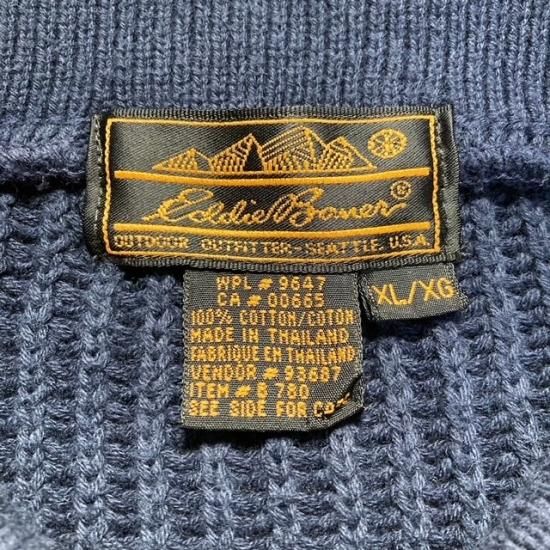 Eddie Bauer ®
OUTDOOR OUTFITTER-SEATTLE, U.S.A.
XL/XG
WPL # 9647
CA # 00665
100% COTTON/COTON
MADE IN THAILAND
FABRIQUE EN THAILAND
VENDOR # 93687
ITEM # B 780
SEE SIDE FOR